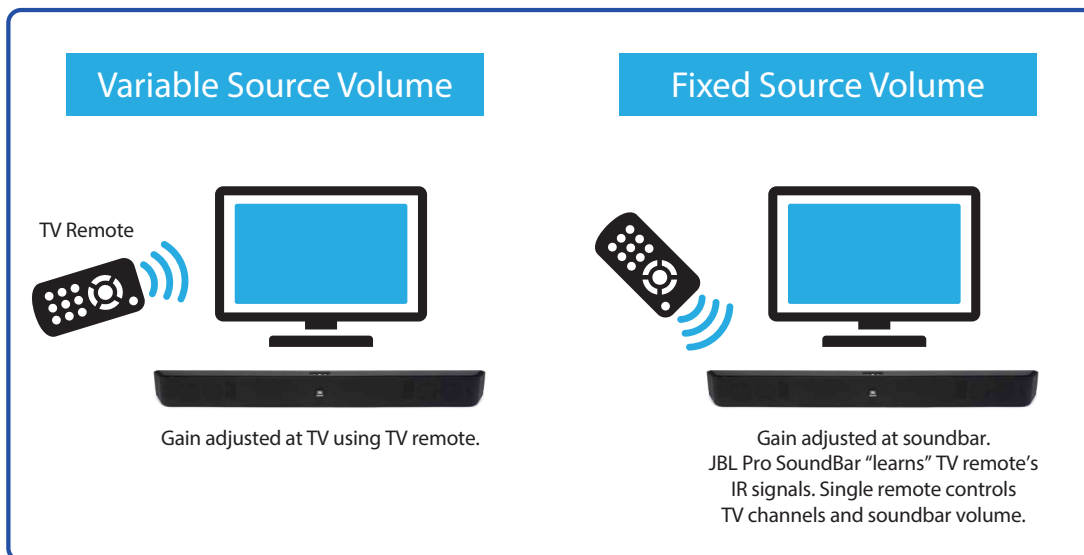 Variable Source Volume
TV Remote
Gain adjusted at TV using TV remote.
Fixed Source Volume
Gain adjusted at soundbar.
JBL Pro SoundBar “learns” TV remote’s
IR signals. Single remote controls
TV channels and soundbar volume.